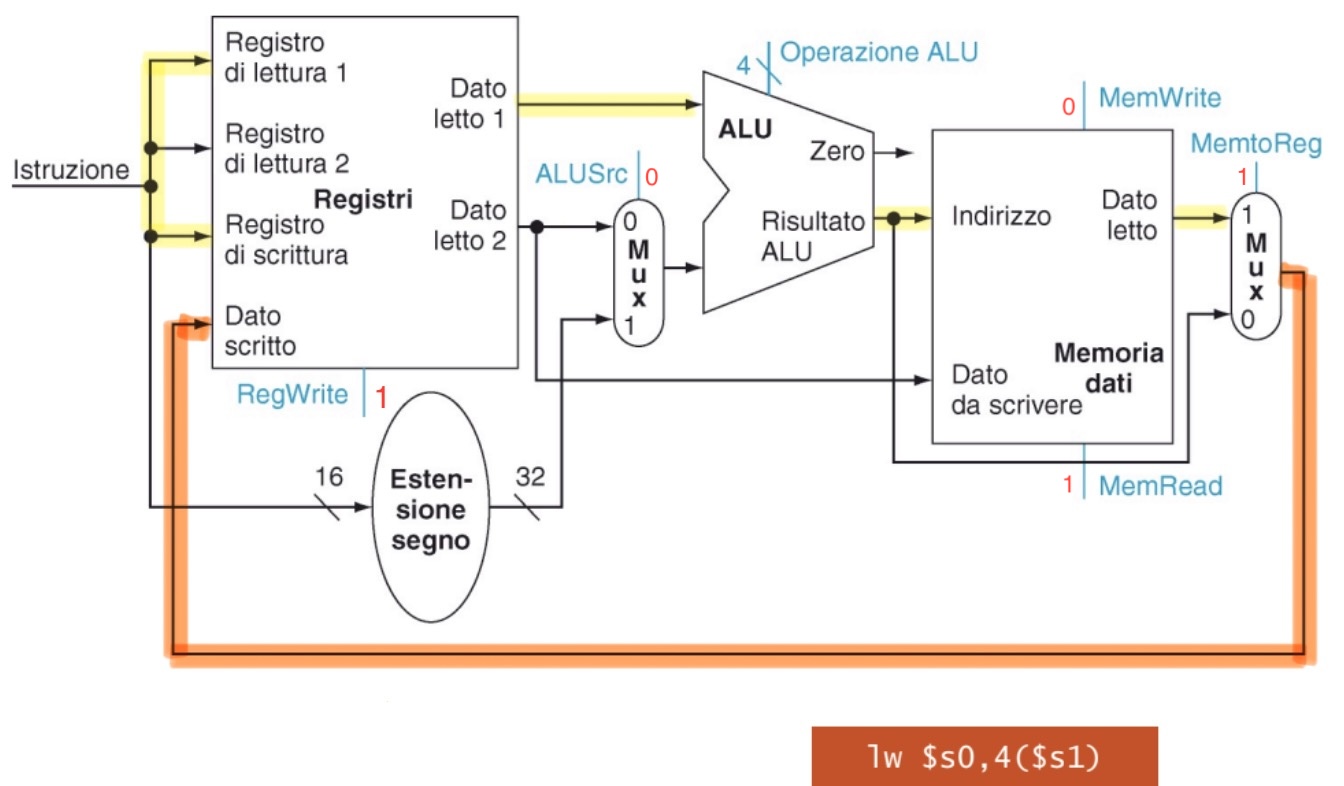 Istruzione
Registro
di lettura 1
Registro
di lettura 2
Registri
Registro
di scrittura
Dato
scritto
Dato
letto 1
Dato
letto 2
RegWrite
1
16
Esten-
sione
segno
32
ALUSrc
0
0
M
u
x
1
4
Operazione ALU
ALU
Zero
Risultato
ALU
0
MemWrite
Indirizzo
Dato
letto
Memoria
dati
Dato
da scrivere
1
MemRead
MemtoReg
1
1
M
u
x
0
lw $s0,4($s1)